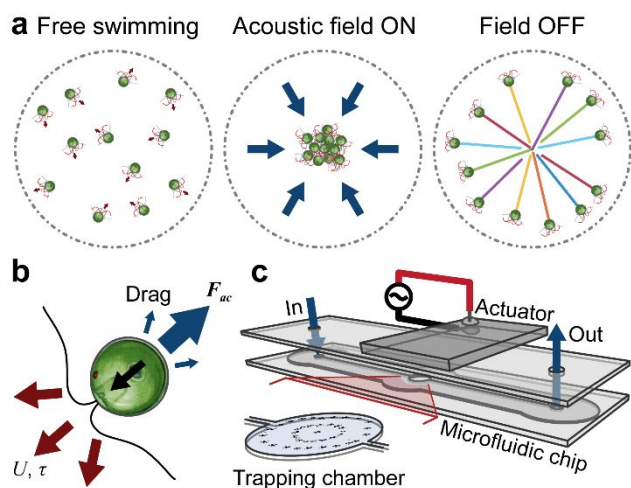 a Free swimming Acoustic field ON Field OFF
b
Drag
F_ac
U, τ
c
In
Actuator
Out
Microfluidic chip
Trapping chamber